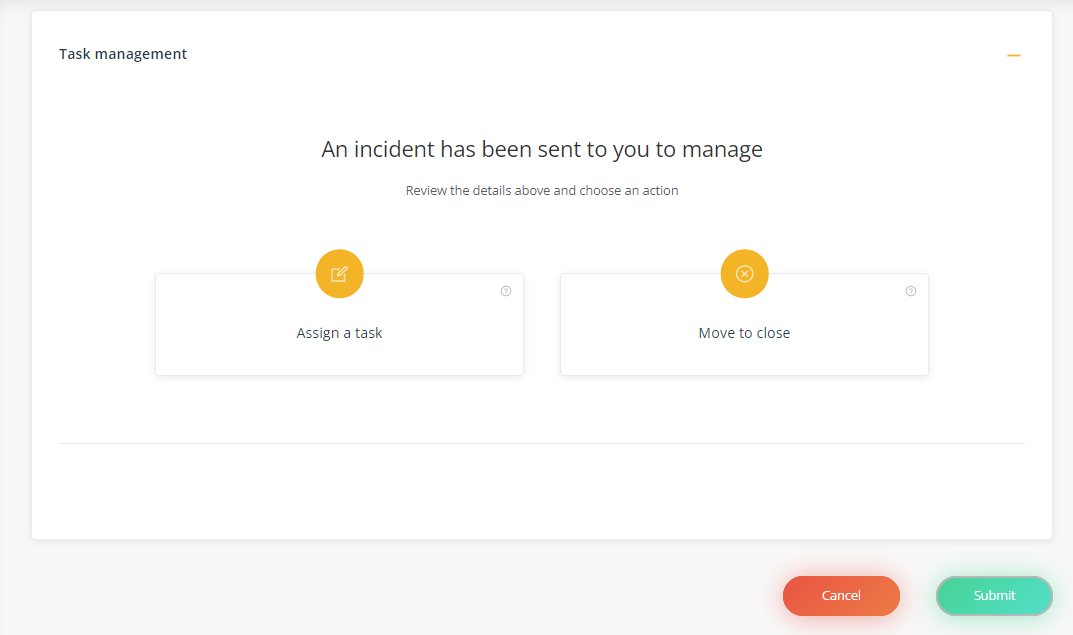 Task management
An incident has been sent to you to manage
Review the details above and choose an action
Assign a task
Move to close
Cancel
Submit